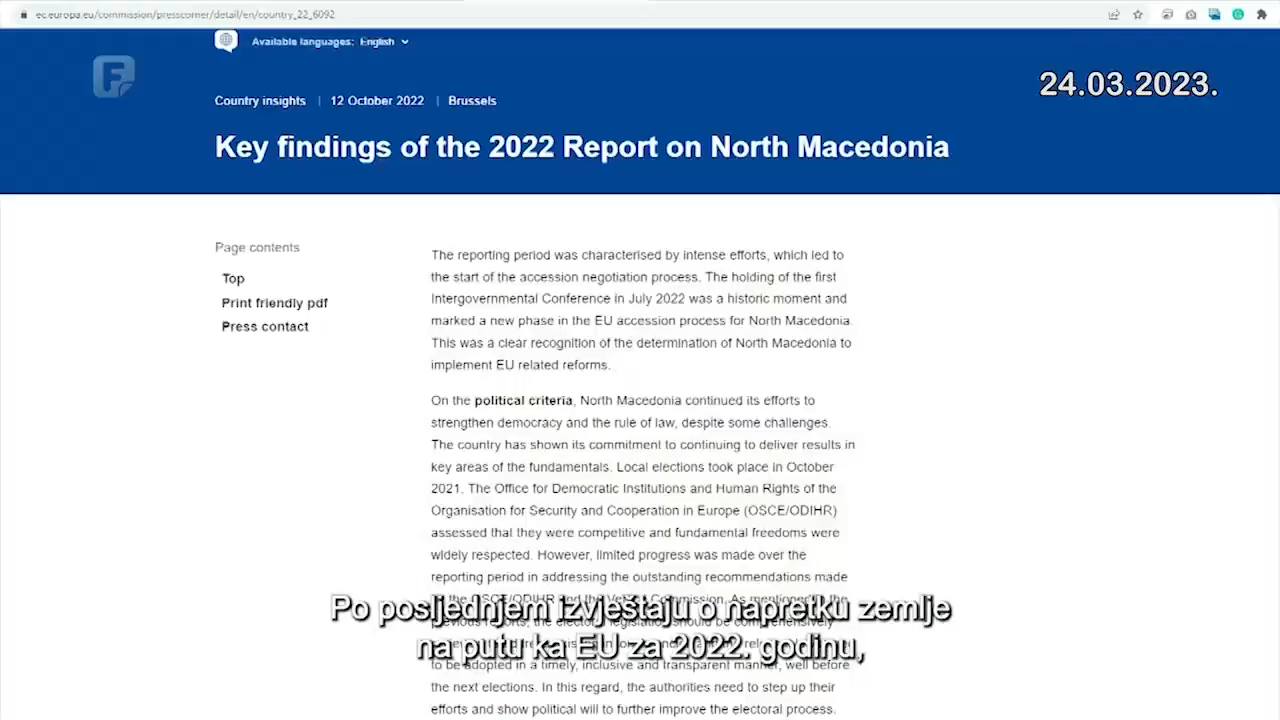 ec.europa.eu/commission/presscorner/detail/en/country_22_6092
Available languages: English
F
24.03.2023.
Country insights | 12 October 2022 | Brussels
Key findings of the 2022 Report on North Macedonia
Page contents
Top
Print friendly pdf
Press contact
The reporting period was characterised by intense efforts, which led to
the start of the accession negotiation process. The holding of the first
Intergovernmental Conference in July 2022 was a historic moment and
marked a new phase in the EU accession process for North Macedonia.
This was a clear recognition of the determination of North Macedonia to
implement EU related reforms.
On the political criteria, North Macedonia continued its efforts to
strengthen democracy and the rule of law, despite some challenges.
The country has shown its commitment to continuing to deliver results in
key areas of the fundamentals. Local elections took place in October
2021. The Office for Democratic Institutions and Human Rights of the
Organisation for Security and Cooperation in Europe (OSCE/ODIHR)
assessed that they were competitive and fundamental freedoms were
widely respected. However, limited progress was made over the
reporting period in addressing the outstanding recommendations made
Po posljednjem izvještaju o napretku zemlje
na putu ka EU za 2022. godinu,
to be adopted in a timely, inclusive and transparent manner, well before
the next elections. In this regard, the authorities need to step up their
efforts and show political will to further improve the electoral process.